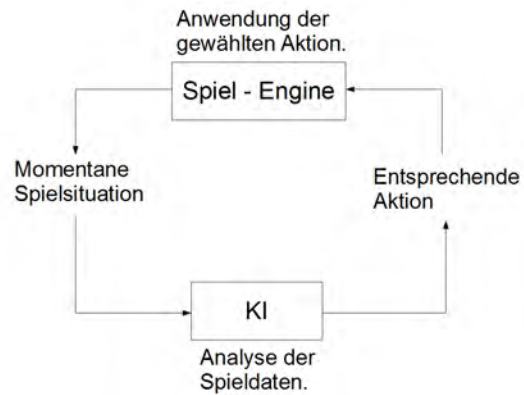 Anwendung der
gewählten Aktion.
Spiel - Engine
Momentane
Spielsituation
Entsprechende
Aktion
KI
Analyse der
Spieldaten.